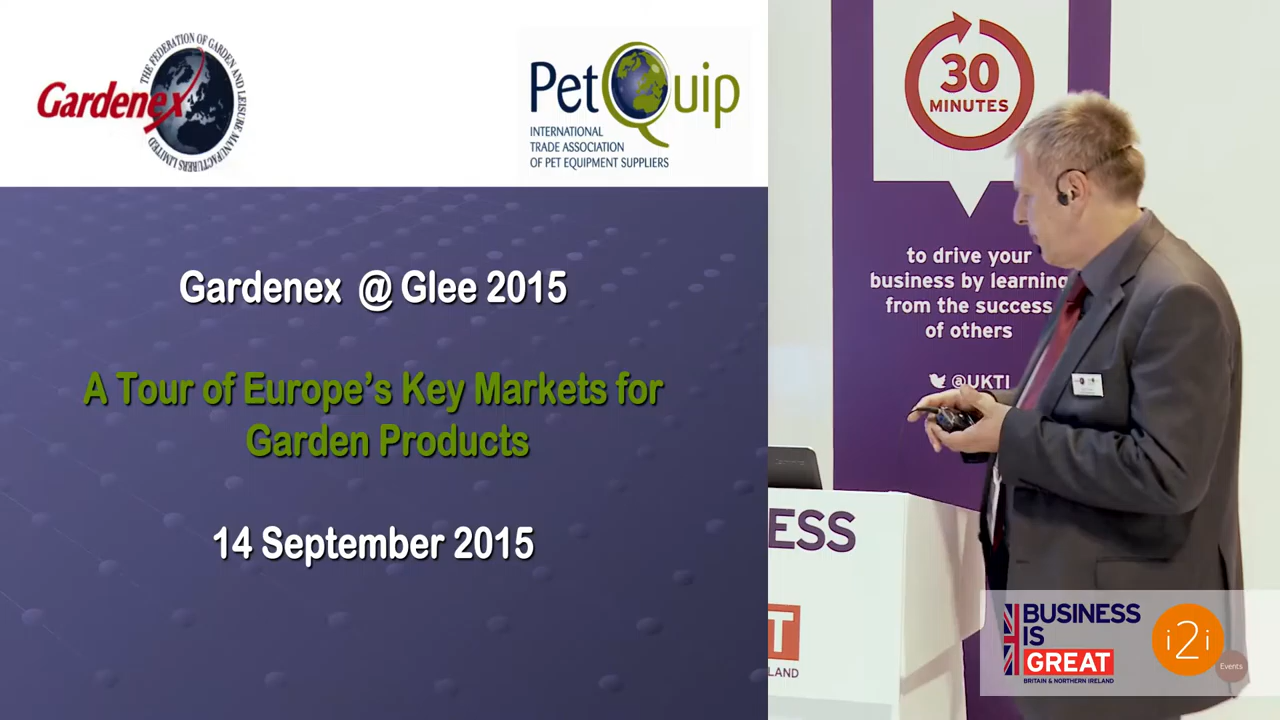 Gardenex
THE FEDERATION OF GARDEN AND LEISURE MANUFACTURERS LIMITED
PetQuip
INTERNATIONAL
TRADE ASSOCIATION
OF PET EQUIPMENT SUPPLIERS
Gardenex @ Glee 2015
A Tour of Europe's Key Markets for
Garden Products
14 September 2015
30
MINUTES
to drive your
business by learning
from the success
of others
@UKTI
ESS
T
LAND
BUSINESS
IS
GREAT
BRITAIN & NORTHERN IRELAND
i2i
Events